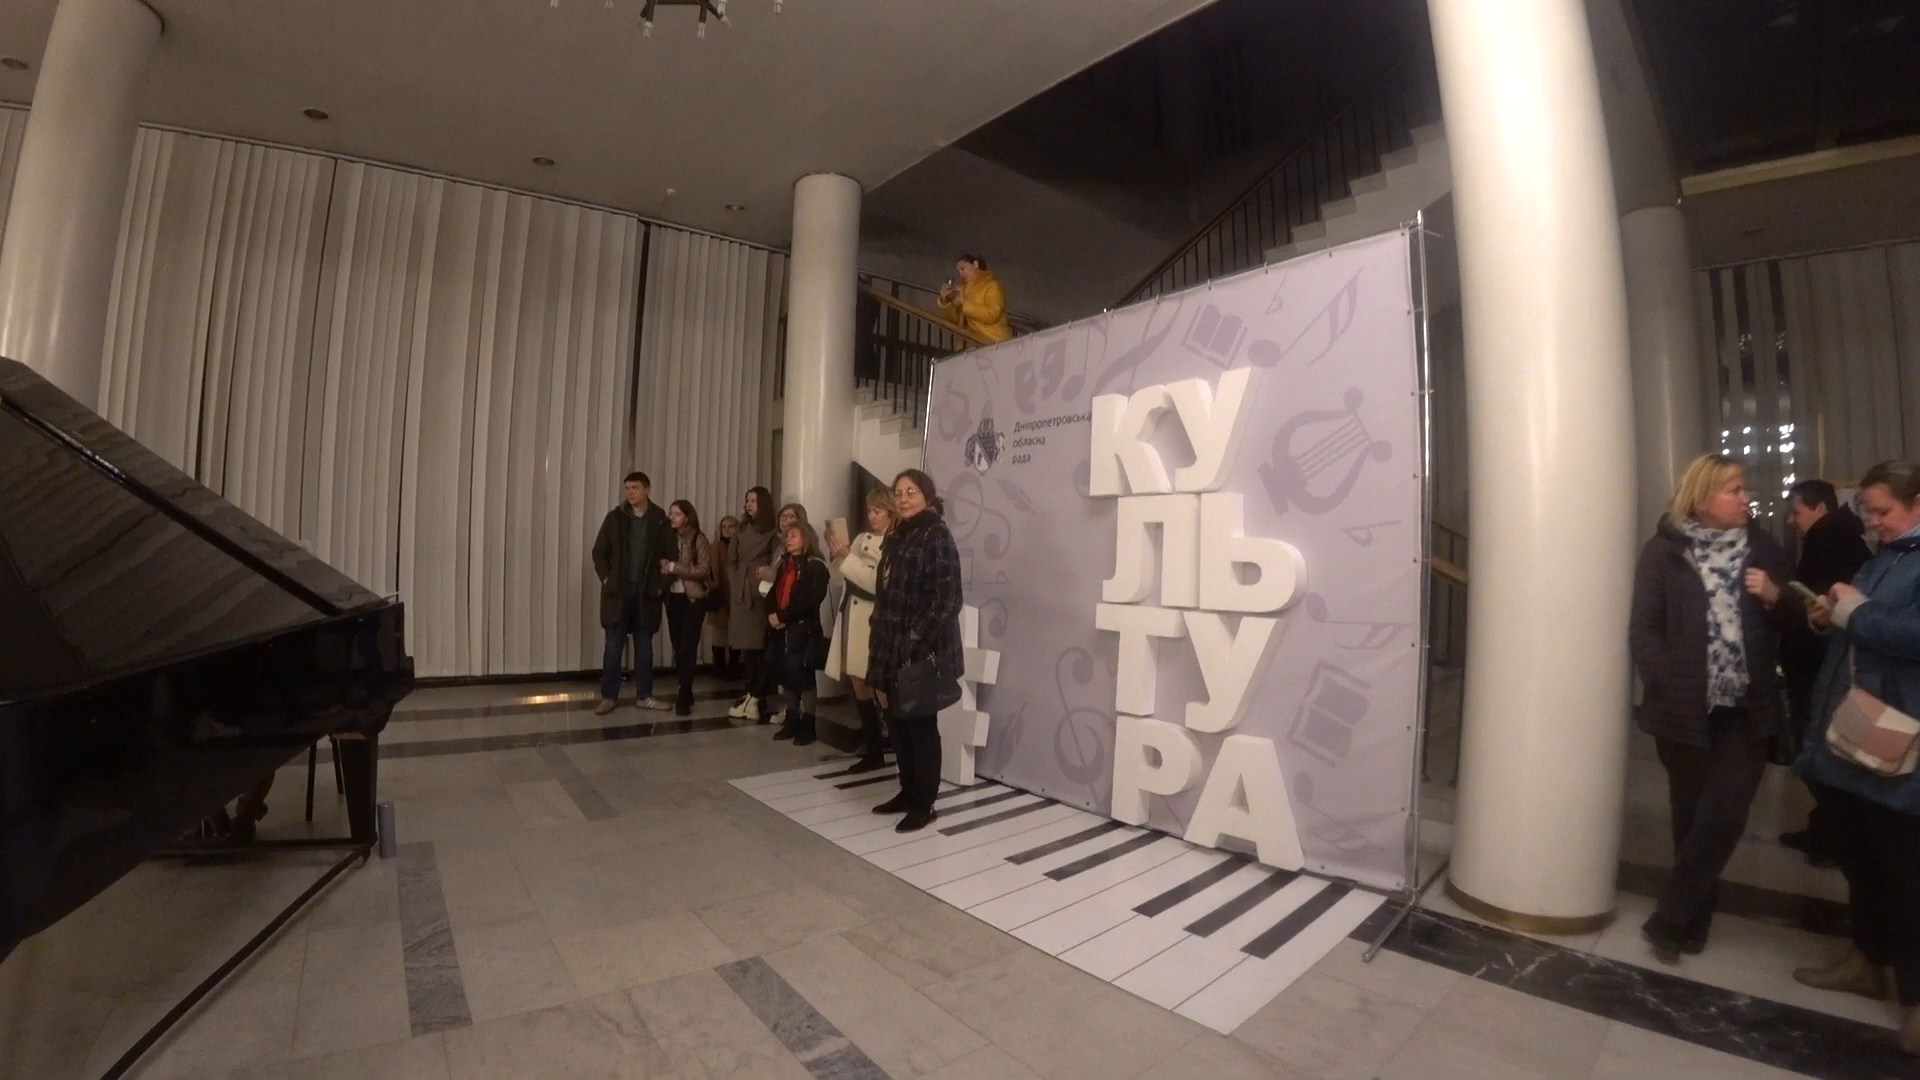 Дніпропетровська
обласна
рада
КУ
ЛЬ
ТУ
РА